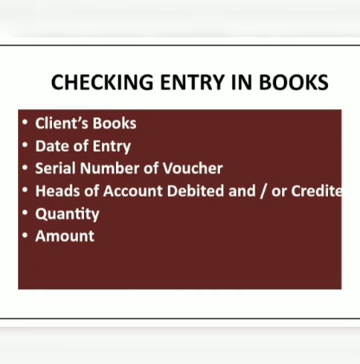 CHECKING ENTRY IN BOOKS
• Client's Books
• Date of Entry
• Serial Number of Voucher
• Heads of Account Debited and / or Credite
• Quantity
• Amount